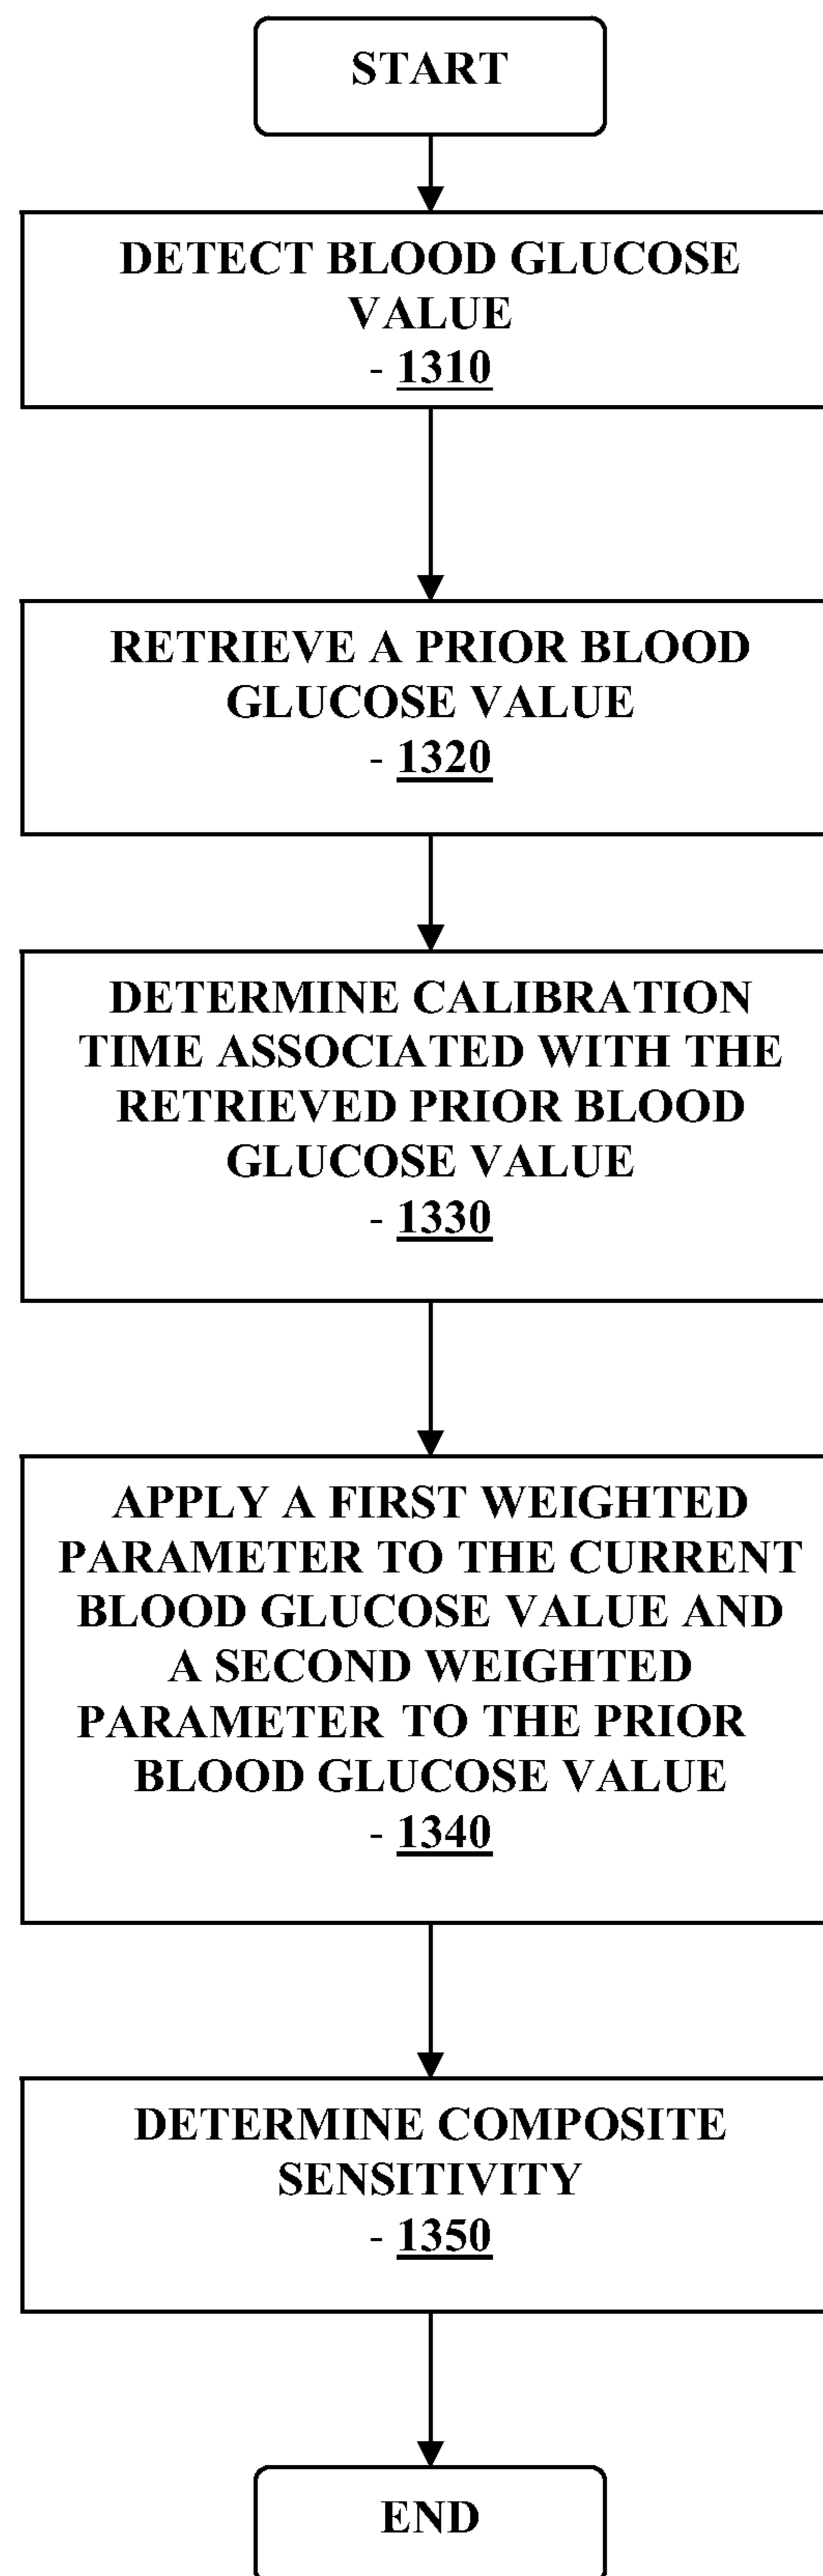 START
DETECT BLOOD GLUCOSE
VALUE
- 1310
RETRIEVE A PRIOR BLOOD
GLUCOSE VALUE
- 1320
DETERMINE CALIBRATION
TIME ASSOCIATED WITH THE
RETRIEVED PRIOR BLOOD
GLUCOSE VALUE
- 1330
APPLY A FIRST WEIGHTED
PARAMETER TO THE CURRENT
BLOOD GLUCOSE VALUE AND
A SECOND WEIGHTED
PARAMETER TO THE PRIOR
BLOOD GLUCOSE VALUE
- 1340
DETERMINE COMPOSITE
SENSITIVITY
- 1350
END